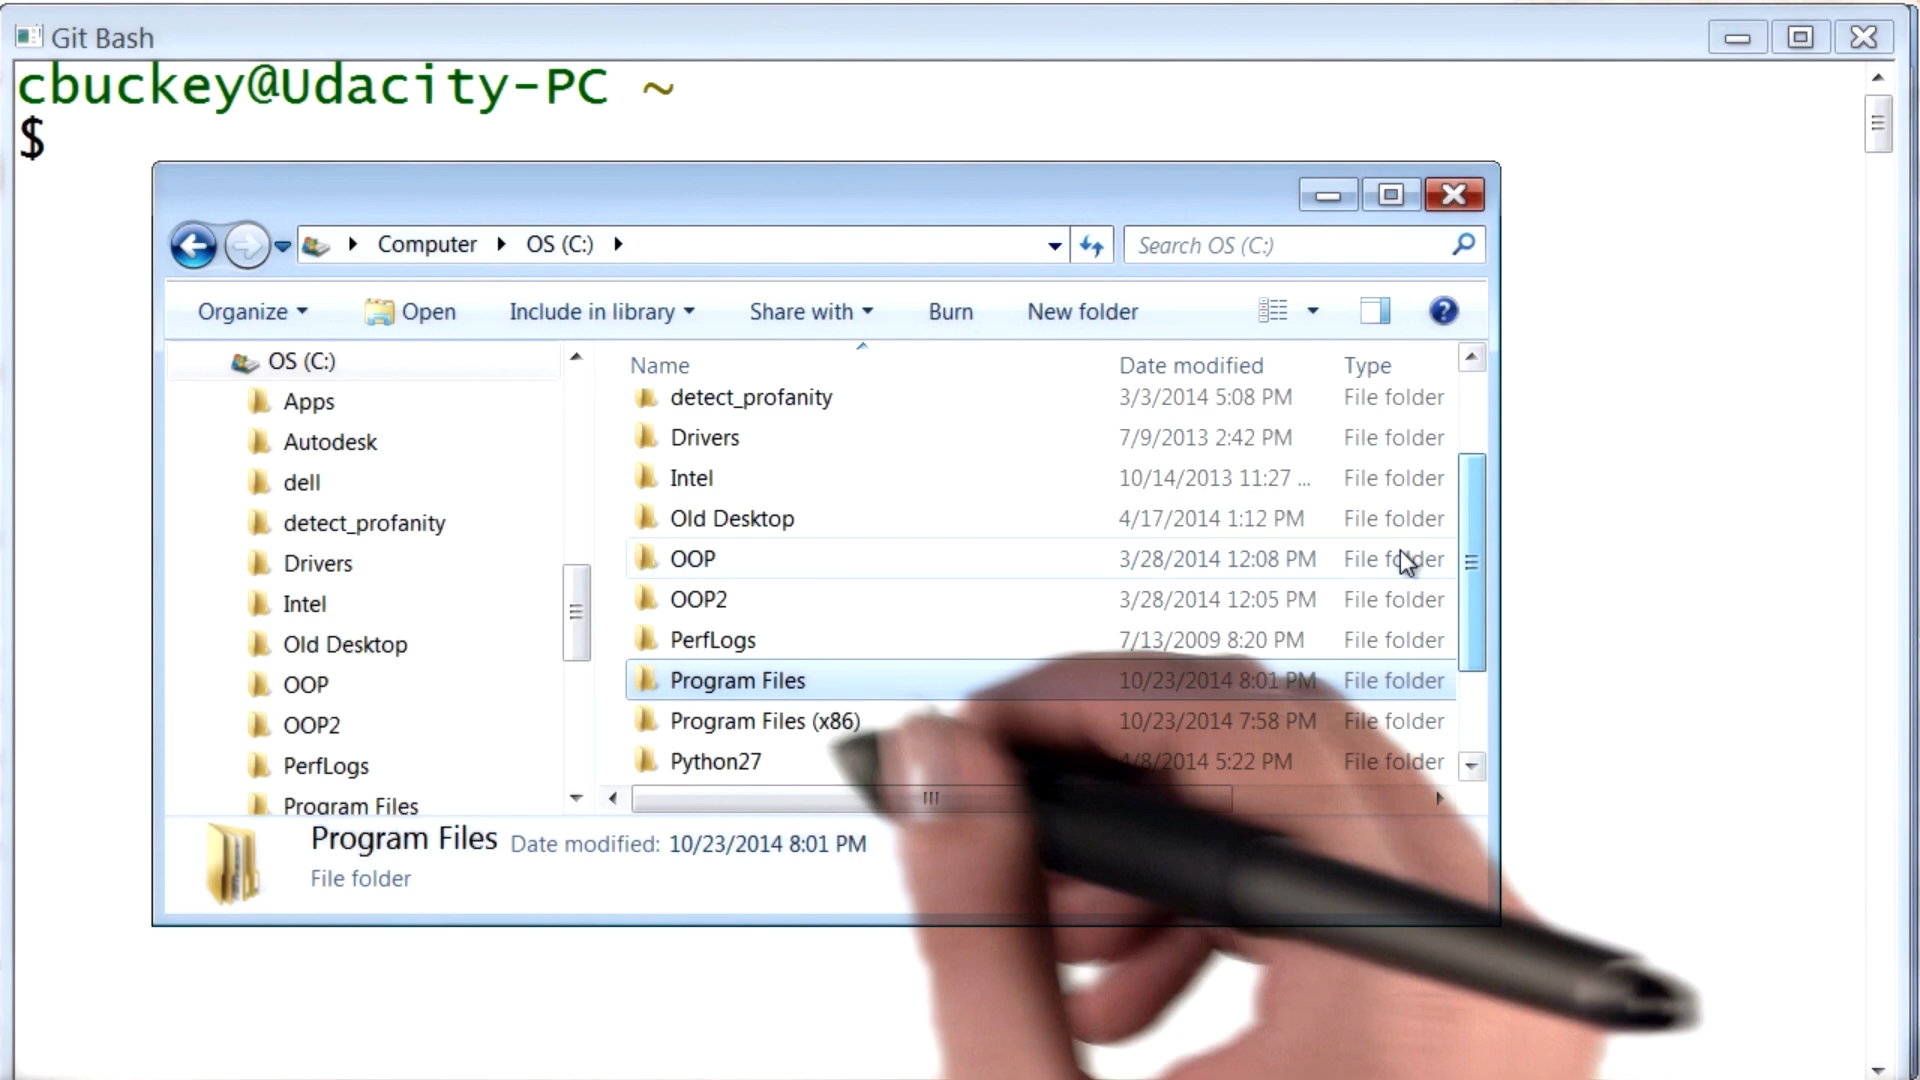 Git Bash
cbuckey@Udacity-PC ~
$
Computer OS (C:)
Search OS (C:)
Organize Open Include in library Share with Burn New folder
OS (C:)
Apps
Autodesk
dell
detect_profanity
Drivers
Intel
Old Desktop
OOP
OOP2
PerfLogs
Program Files
Name Date modified Type
detect_profanity 3/3/2014 5:08 PM File folder
Drivers 7/9/2013 2:42 PM File folder
Intel 10/14/2013 11:27 ... File folder
Old Desktop 4/17/2014 1:12 PM File folder
OOP 3/28/2014 12:08 PM File folder
OOP2 3/28/2014 12:05 PM File folder
PerfLogs 7/13/2009 8:20 PM File folder
Program Files 10/23/2014 8:01 PM File folder
Program Files (x86) 10/23/2014 7:58 PM File folder
Python27 4/8/2014 5:22 PM File folder
Program Files Date modified: 10/23/2014 8:01 PM
File folder